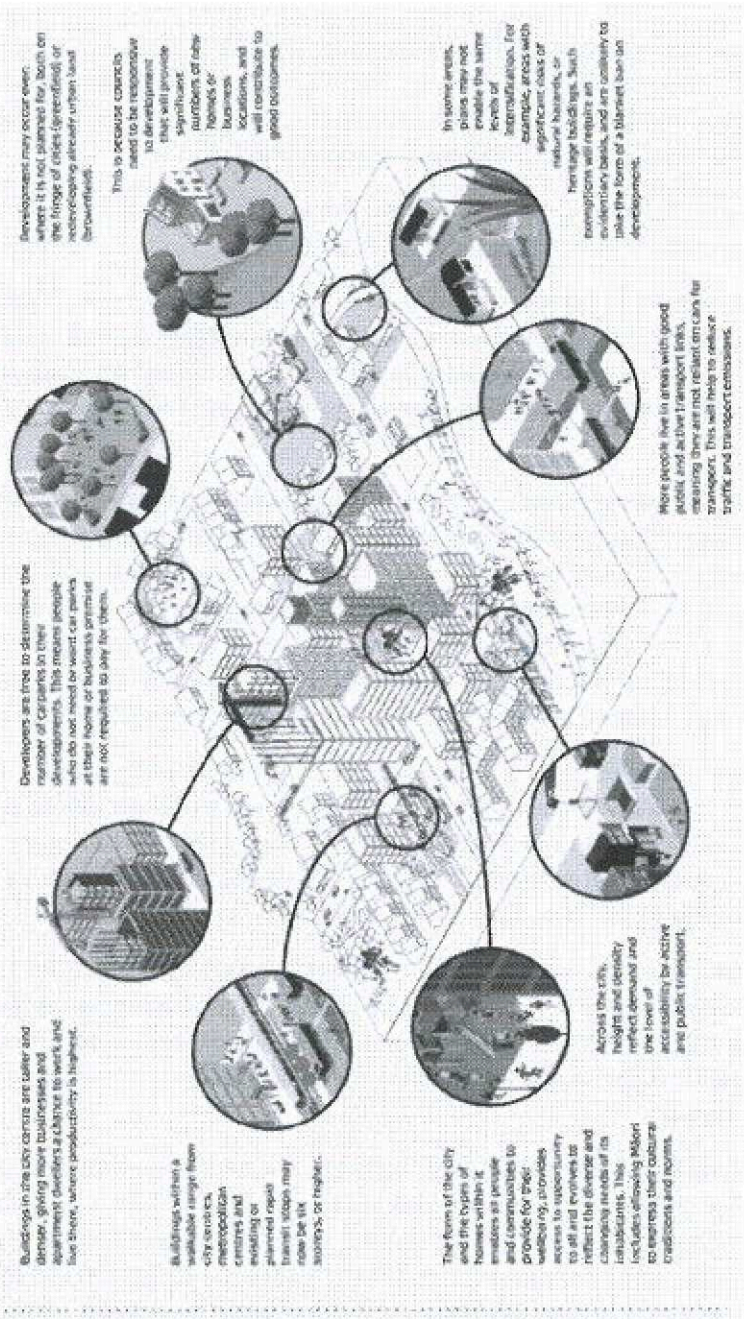 Buildings in the city centre are taller and
denser, giving more businesses and
apartment dwellers a chance to work and
live there, where productivity is highest.
Developers are free to determine the
number of carparks in their
developments. This means people
who do not need or want car parks
at their home or business premise
are not required to pay for them.
Development may occur even
where it is not planned for, both on
the fringe of cities (greenfield) or
redeveloping already urban land
(brownfield).
This is because councils
need to be responsive
to development
that will provide
significant
numbers of new
homes or
business
locations, and
will contribute to
good outcomes.
Buildings within a
walkable range from
city centres,
metropolitan
centres and
existing or
planned rapid
transit stops may
now be six
storeys, or higher.
The form of the city
and the types of
homes within it
enables all people
and communities to
provide for their
wellbeing, provides
access to opportunity
to all and evolves to
reflect the diverse and
changing needs of its
inhabitants. This
includes allowing Māori
to express their cultural
traditions and norms.
Across the city,
height and density
reflect demand and
the level of
accessibility by active
and public transport.
More people live in areas with good
public and active transport links,
meaning they are not reliant on cars for
transport. This will help to reduce
traffic and transport emissions.
In some areas,
plans may not
enable the same
levels of
intensification. For
example, areas with
significant risks of
natural hazards, or
heritage buildings. Such
exemptions will require an
evidentiary basis, and are unlikely to
take the form of a blanket ban on
development.